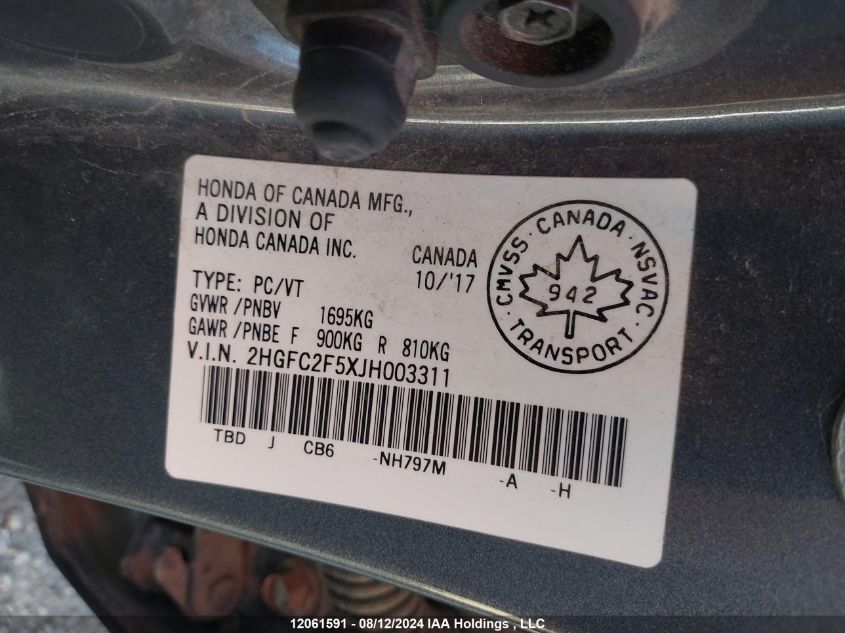 HONDA OF CANADA MFG.,
A DIVISION OF
HONDA CANADA INC.
CANADA
10/'17
TYPE: PC/VT
GVWR/PNBV 1695KG
GAWR/PNBE F 900KG R 810KG
V.I.N. 2HGFC2F5XJH003311
TBD J CB6 -NH797M -A -H
CMVSS · CANADA · NSVAC ·
942
TRANSPORT
12061591 - 08/12/2024 IAA Holdings , LLC